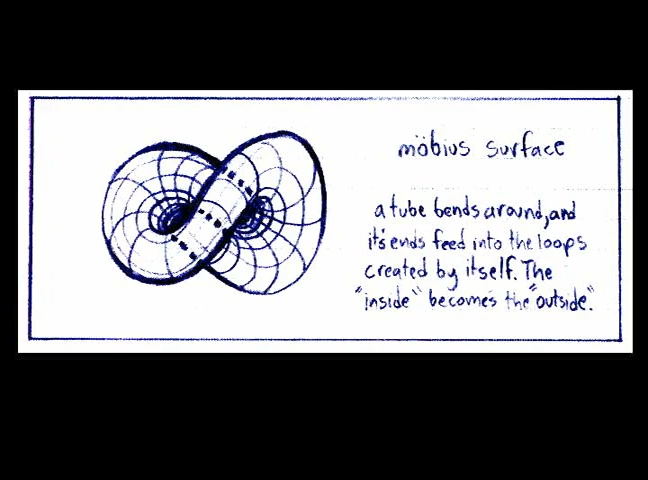 möbius surface
a tube bends around, and
it's ends feed into the loops
created by itself. The
"inside" becomes the "outside."